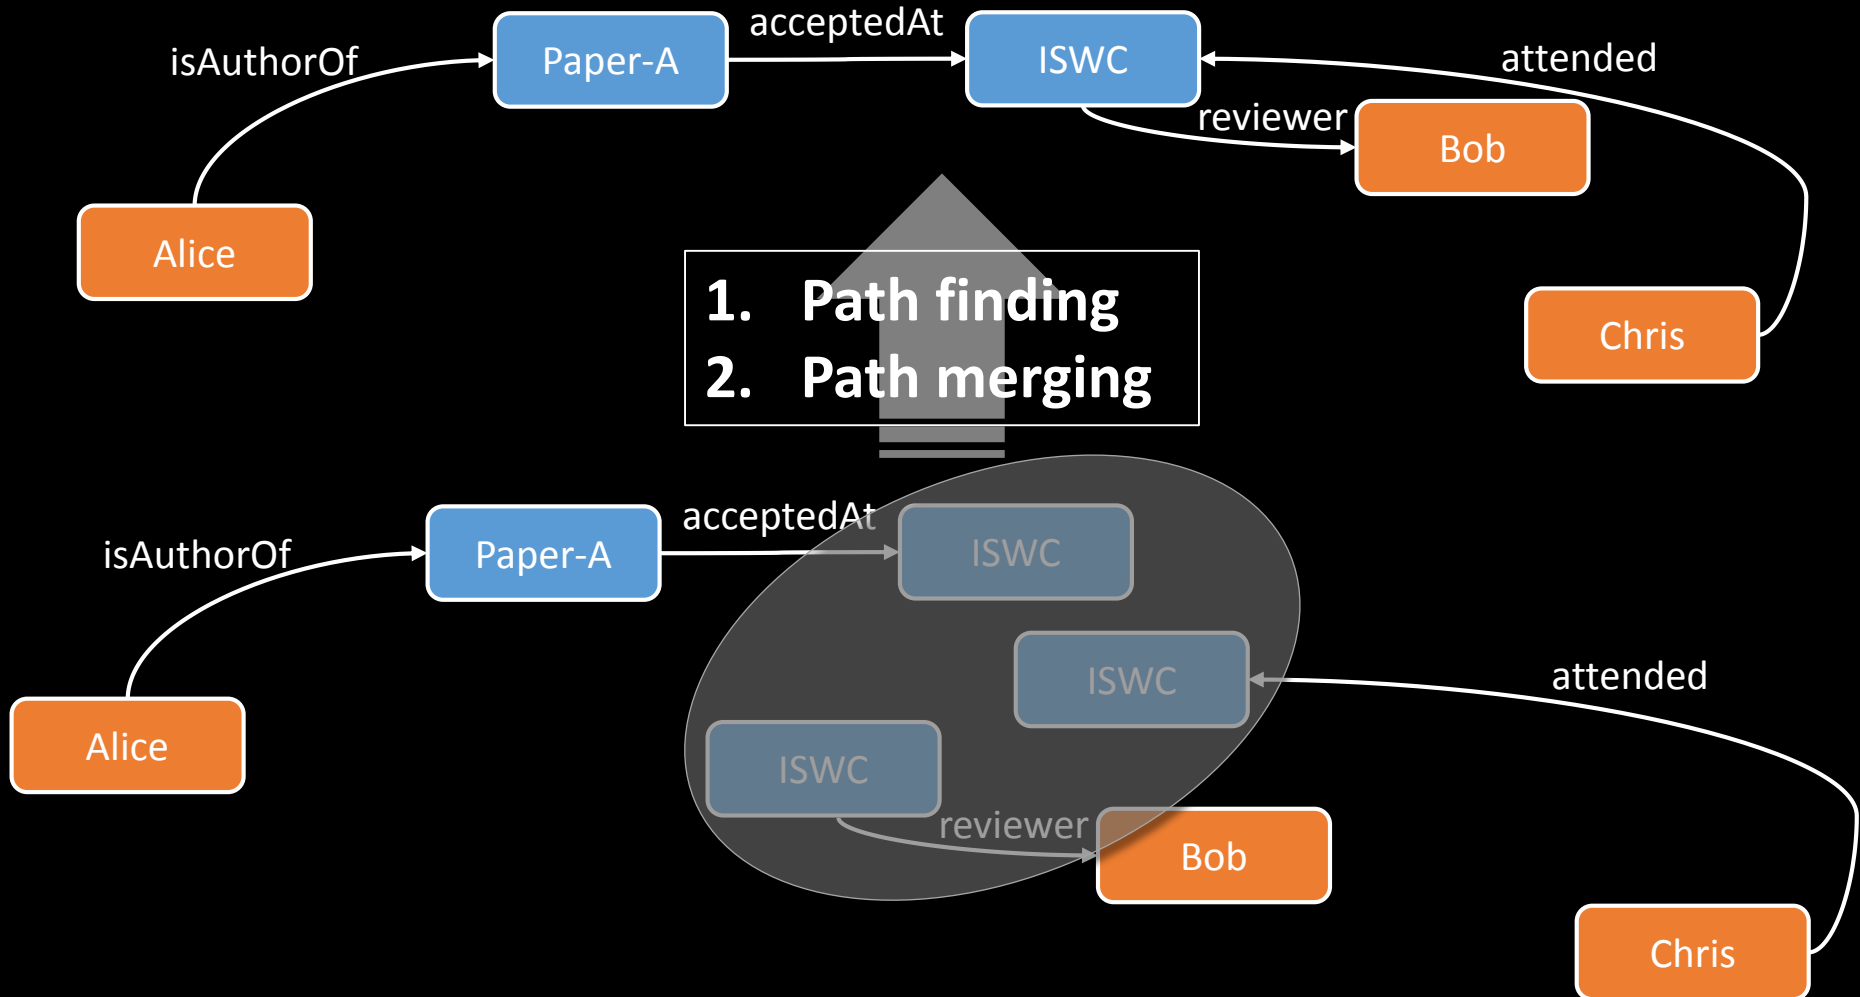 acceptedAt
Paper-A
ISWC
isAuthorOf
attended
reviewer
Bob
Alice
1. Path finding
Chris
2. Path merging
acceptedAt
isAuthorOf
Paper-A
ISWC
ISWC
attended
Alice
ISWC
reviewer
Bob
Chris